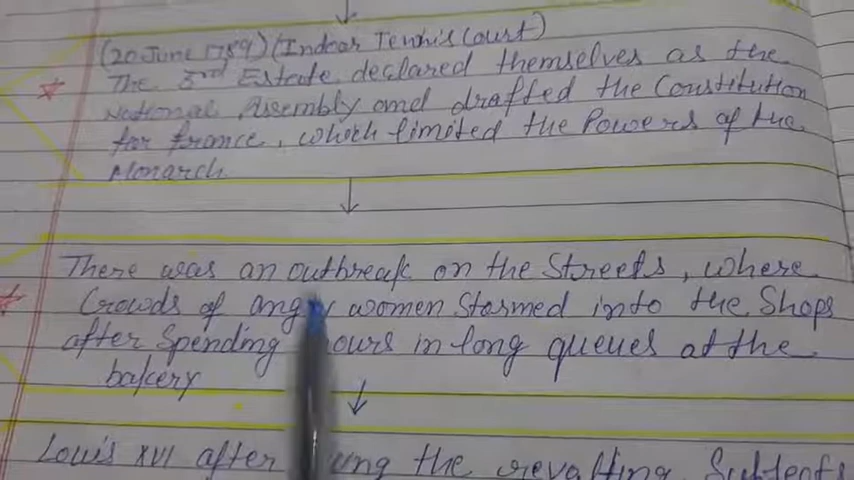 (20 June 1789) (Indoor Tennis Court)
The 3rd Estate declared themselves as the
National Assembly and drafted the Constitution
for france, which limited the Powers of the
Monarch
There was an outbreak on the Streets, where
Crowds of angry women Stormed into the Shops
after Spending hours in long queues at the
bakery
Louis XVI after the revolting Subjects